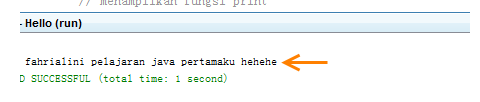 // menampilkan fungsi print
- Hello (run)
fahrialini pelajaran java pertamaku hehehe
D SUCCESSFUL (total time: 1 second)